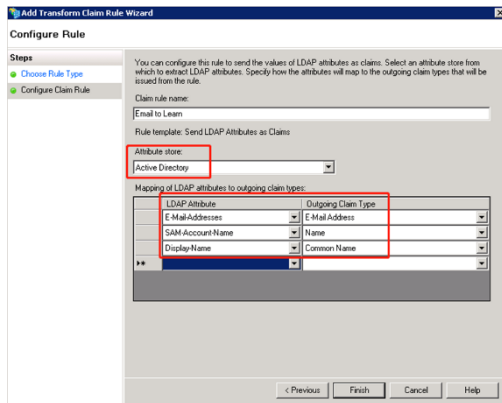 Add Transform Claim Rule Wizard
Configure Rule
Steps
Choose Rule Type
Configure Claim Rule
You can configure this rule to send the values of LDAP attributes as claims. Select an attribute store from
which to extract LDAP attributes. Specify how the attributes will map to the outgoing claim types that will be
issued from the rule.
Claim rule name:
Email to Learn
Rule template: Send LDAP Attributes as Claims
Attribute store:
Active Directory
Mapping of LDAP attributes to outgoing claim types:
LDAP Attribute Outgoing Claim Type
E-Mail-Addresses E-Mail Address
SAM-Account-Name Name
Display-Name Common Name
< Previous Finish Cancel Help